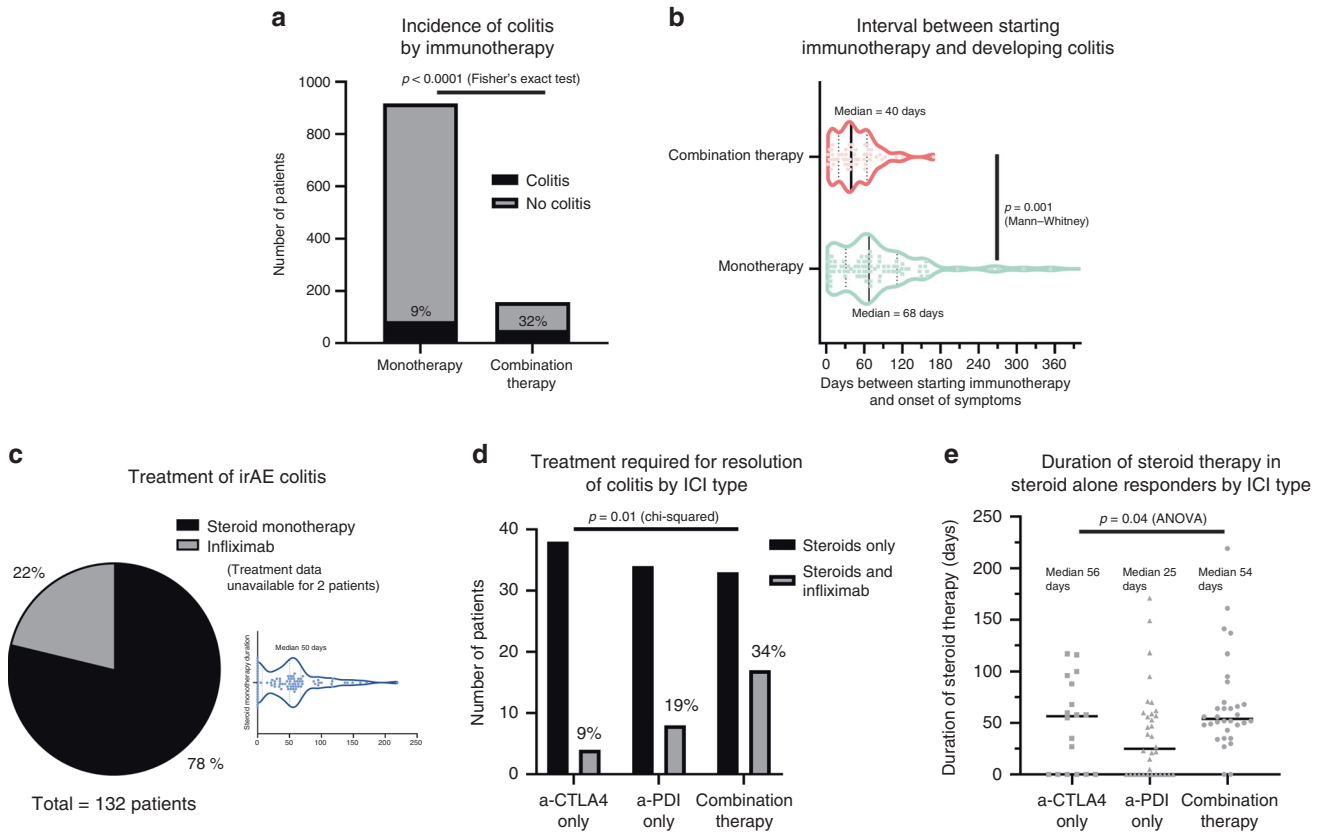 a
Incidence of colitis
by immunotherapy
p < 0.0001 (Fisher's exact test)
Number of patients
1000
800
600
400
200
0
Colitis
No colitis
9%
32%
Monotherapy
Combination
therapy
b
Interval between starting
immunotherapy and developing colitis
Median = 40 days
Combination therapy
p = 0.001
(Mann–Whitney)
Monotherapy
Median = 68 days
0 60 120 180 240 300 360
Days between starting immunotherapy
and onset of symptoms
c
Treatment of irAE colitis
Steroid monotherapy
Infliximab
(Treatment data
unavailable for 2 patients)
22%
78 %
Total = 132 patients
Steroid monotherapy duration
Median 50 days
0 50 100 150 200 250
d
Treatment required for resolution
of colitis by ICI type
p = 0.01 (chi-squared)
Number of patients
40
30
20
10
0
Steroids only
Steroids and
infliximab
9%
19%
34%
a-CTLA4
only
a-PDI
only
Combination
therapy
e
Duration of steroid therapy in
steroid alone responders by ICI type
p = 0.04 (ANOVA)
Duration of steroid therapy (days)
250
200
150
100
50
0
Median 56
days
Median 25
days
Median 54
days
a-CTLA4
only
a-PDI
only
Combination
therapy